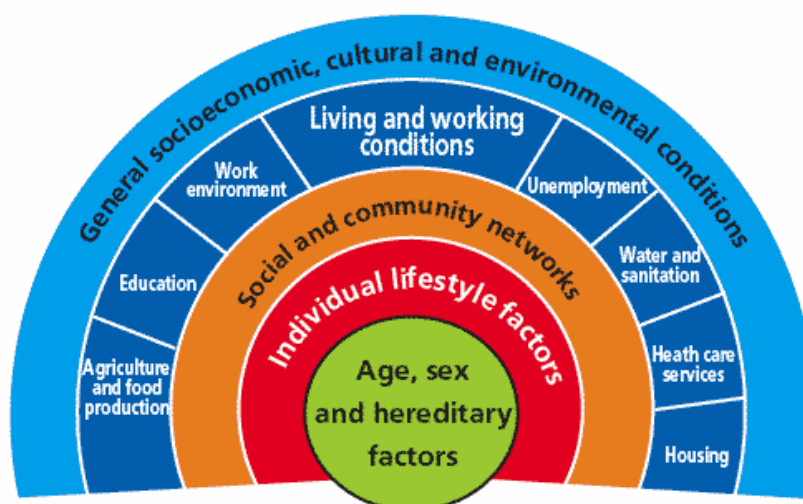 General socioeconomic, cultural and environmental conditions
Living and working
conditions
Work
environment
Unemployment
Education
Water and
sanitation
Agriculture
and food
production
Heath care
services
Housing
Social and community networks
Individual lifestyle factors
Age, sex
and hereditary
factors